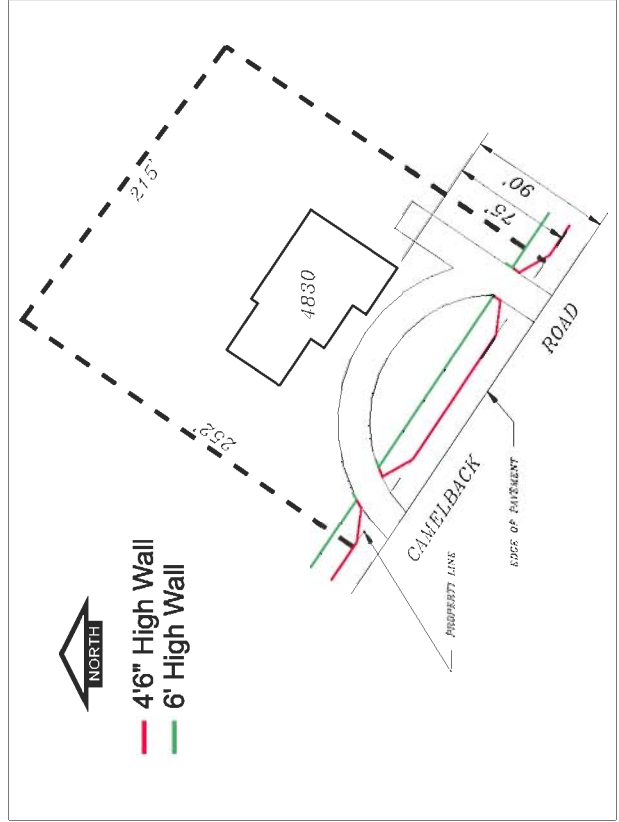 215'
252'
4830
75'
90'
CAMELBACK
ROAD
PROPERTY LINE
EDGE OF PAVEMENT
NORTH
4'6" High Wall
6' High Wall